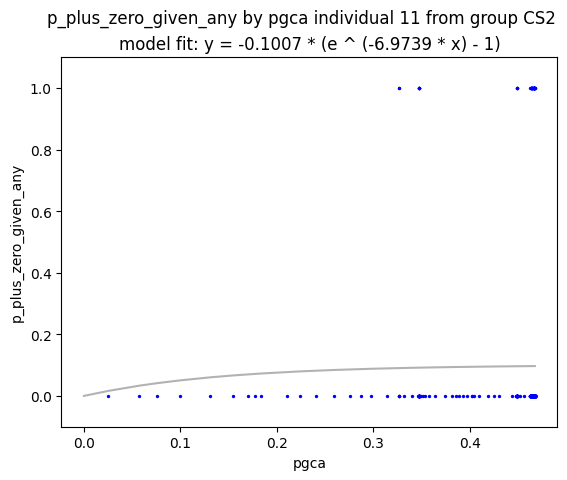 p_plus_zero_given_any by pgca individual 11 from group CS2
model fit: y = -0.1007 * (e ^ (-6.9739 * x) - 1)
1.0
0.8
0.6
0.4
0.2
0.0
p_plus_zero_given_any
0.0 0.1 0.2 0.3 0.4
pgca